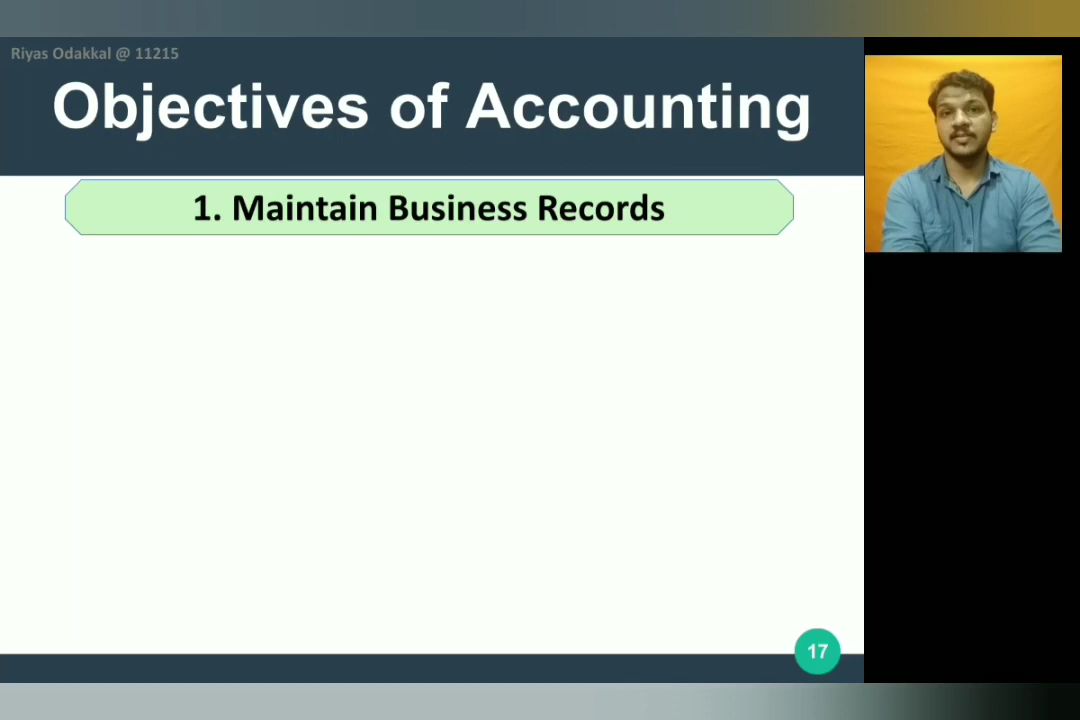 Riyas Odakkal @ 11215
Objectives of Accounting
1. Maintain Business Records
17